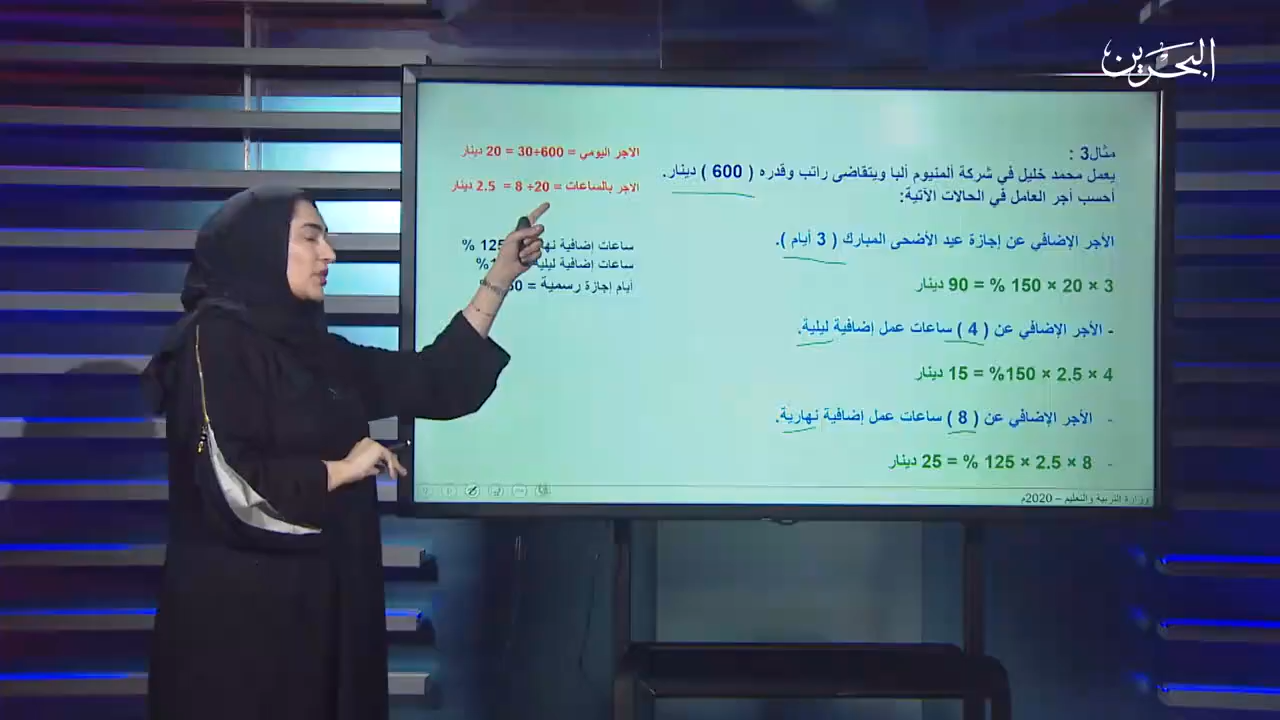 البحرين
مثال3 :
يعمل محمد خليل في شركة ألمنيوم ألبا ويتقاضى راتب وقدره ( 600 ) دينار.
أحسب أجر العامل في الحالات الآتية:
الأجر الإضافي عن إجازة عيد الأضحى المبارك ( 3 أيام ).
3 × 20 × 150 % = 90 دينار
- الأجر الإضافي عن ( 4 ) ساعات عمل إضافية ليلية.
4 × 2.5 × 150% = 15 دينار
- الأجر الإضافي عن ( 8 ) ساعات عمل إضافية نهارية.
- 8 × 2.5 × 125 % = 25 دينار
الاجر اليومي = 600÷30 = 20 دينار
الاجر بالساعات = 20÷ 8 = 2.5 دينار
ساعات إضافية 125 %
ساعات إضافية ليلية
أيام إجازة رسمية =
وزارة التربية والتعليم – 2020م